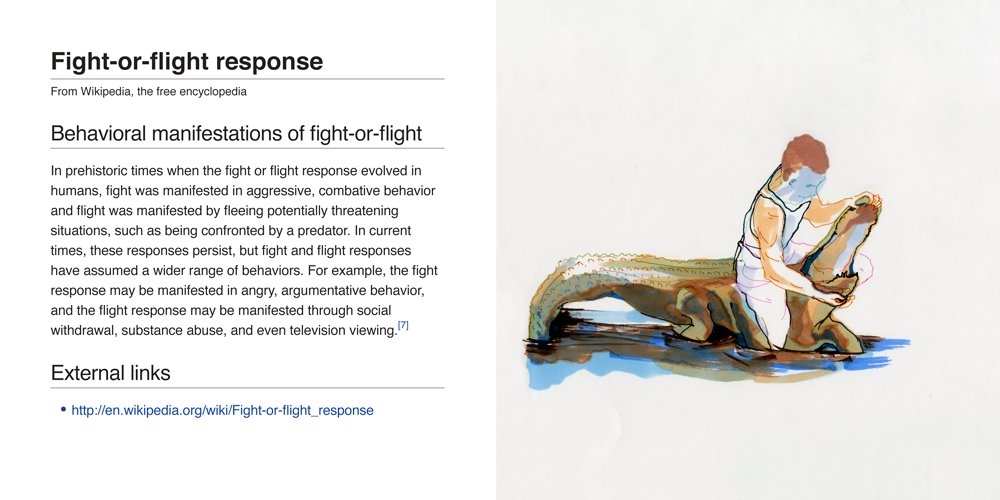 Fight-or-flight response
From Wikipedia, the free encyclopedia
Behavioral manifestations of fight-or-flight
In prehistoric times when the fight or flight response evolved in
humans, fight was manifested in aggressive, combative behavior
and flight was manifested by fleeing potentially threatening
situations, such as being confronted by a predator. In current
times, these responses persist, but fight and flight responses
have assumed a wider range of behaviors. For example, the fight
response may be manifested in angry, argumentative behavior,
and the flight response may be manifested through social
withdrawal, substance abuse, and even television viewing.[7]
External links
• http://en.wikipedia.org/wiki/Fight-or-flight_response